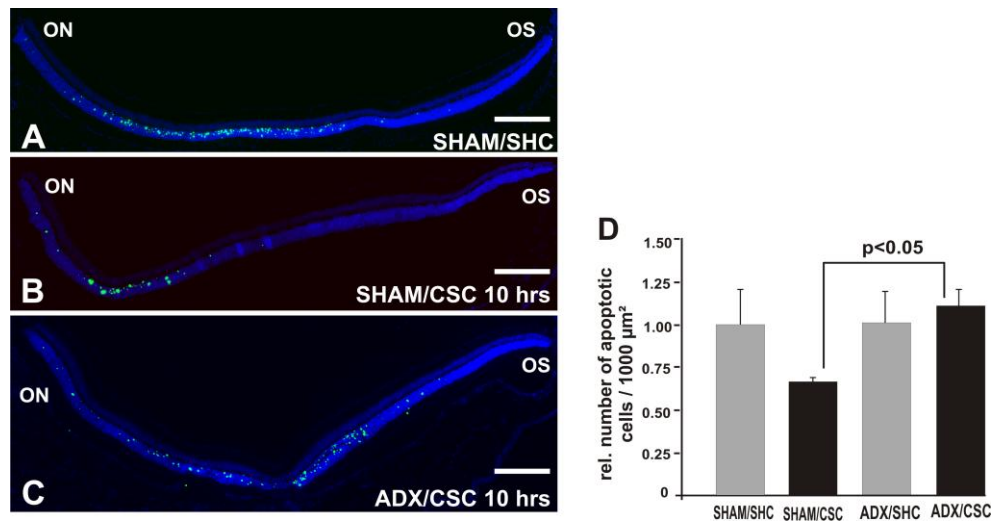 ON
OS
A
SHAM/SHC
ON
OS
B
SHAM/CSC 10 hrs
ON
OS
C
ADX/CSC 10 hrs
D
p<0.05
rel. number of apoptotic
cells / 1000 µm²
1.50
1.25
1.00
0.75
0.50
0.25
0
SHAM/SHC SHAM/CSC ADX/SHC ADX/CSC